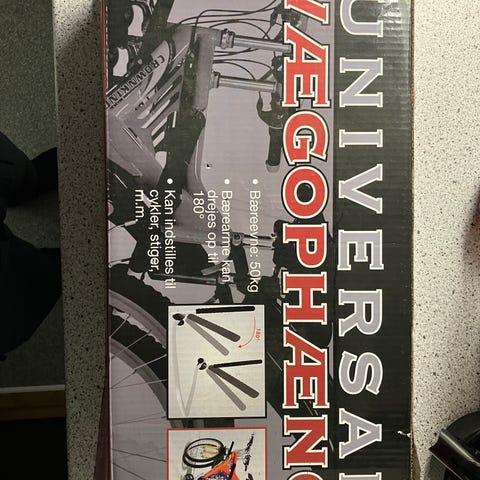 UNIVERSAL
VÆGOPHÆNG
• Bæreevne: 50kg
• Bærearme kan
drejes op til
180°
• Kan indstilles til
cykler, stiger,
m.m.
180°